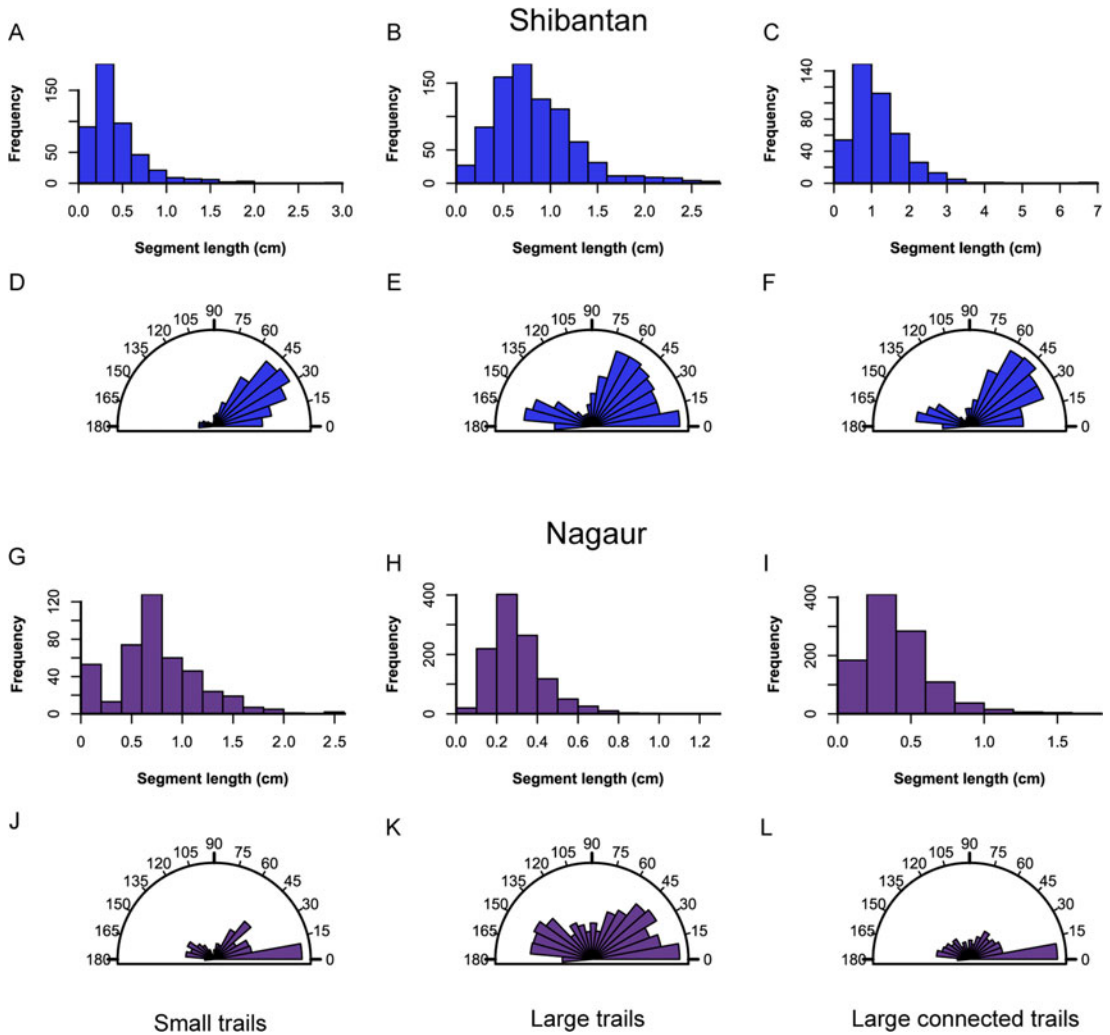 Shibantan
A
B
C
Frequency
0
50
150
0.0 0.5 1.0 1.5 2.0 2.5 3.0
Segment length (cm)
Frequency
0
50
150
0.0 0.5 1.0 1.5 2.0 2.5
Segment length (cm)
Frequency
0
40
80
140
0 1 2 3 4 5 6 7
Segment length (cm)
D
E
F
0 15 30 45 60 75 90 105 120 135 150 165 180
0 15 30 45 60 75 90 105 120 135 150 165 180
0 15 30 45 60 75 90 105 120 135 150 165 180
Nagaur
G
H
I
Frequency
0
40
80
120
0 0.5 1.0 1.5 2.0 2.5
Segment length (cm)
Frequency
0
200
400
0.0 0.2 0.4 0.6 0.8 1.0 1.2
Segment length (cm)
Frequency
0
200
400
0.0 0.5 1.0 1.5
Segment length (cm)
J
K
L
0 15 30 45 60 75 90 105 120 135 150 165 180
0 15 30 45 60 75 90 105 120 135 150 165 180
0 15 30 45 60 75 90 105 120 135 150 165 180
Small trails
Large trails
Large connected trails